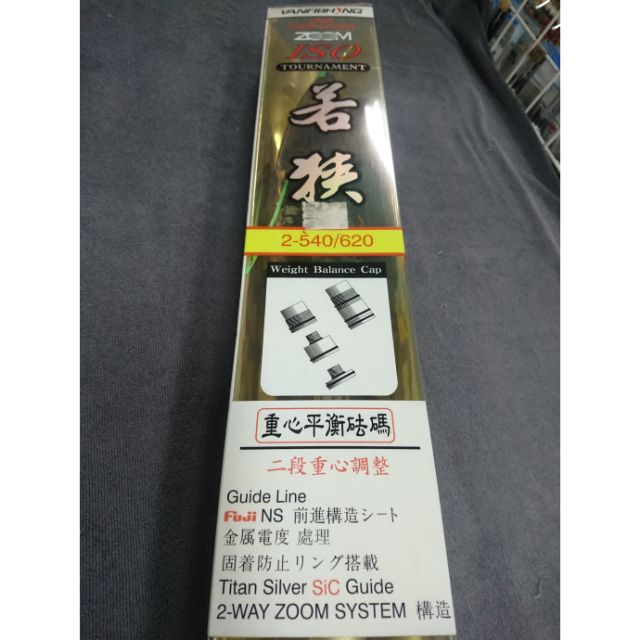 VANFISHING
ZOOM
ISO
TOURNAMENT
若
狹
2-540/620
Weight Balance Cap
重心平衡砝碼
二段重心調整
Guide Line
Fuji NS 前進構造シート
金属電度 處理
固着防止リング搭載
Titan Silver SiC Guide
2-WAY ZOOM SYSTEM 構造